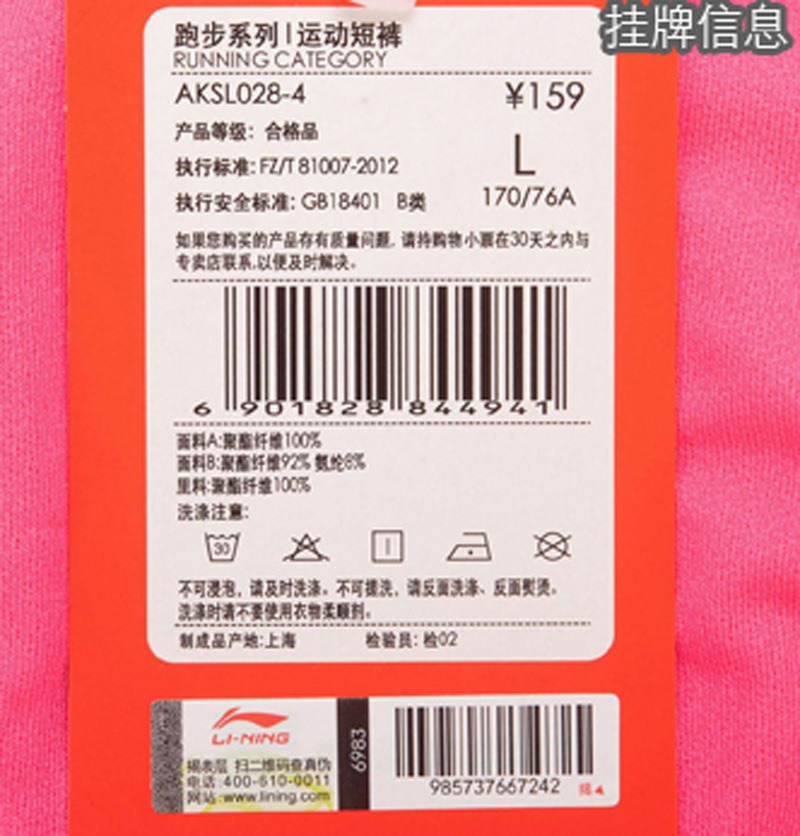 挂牌信息
跑步系列|运动短裤
RUNNING CATEGORY
AKSL028-4
¥159
产品等级: 合格品
L
执行标准: FZ/T 81007-2012
170/76A
执行安全标准: GB18401 B类
如果您购买的产品存有质量问题, 请持购物小票在30天之内与
专卖店联系,以便及时解决。
6 901828 844941
面料A:聚酯纤维100%
面料B:聚酯纤维92% 氨纶8%
里料:聚酯纤维100%
洗涤注意:
30
不可浸泡, 请及时洗涤。不可搓洗, 请反面洗涤、反面熨烫。
洗涤时请不要使用衣物柔顺剂。
制成品产地:上海 检验员: 检02
LI-NING
揭表层 扫二维码查真伪
电话:400-610-0011
网站:www.lining.com
6983
985737667242